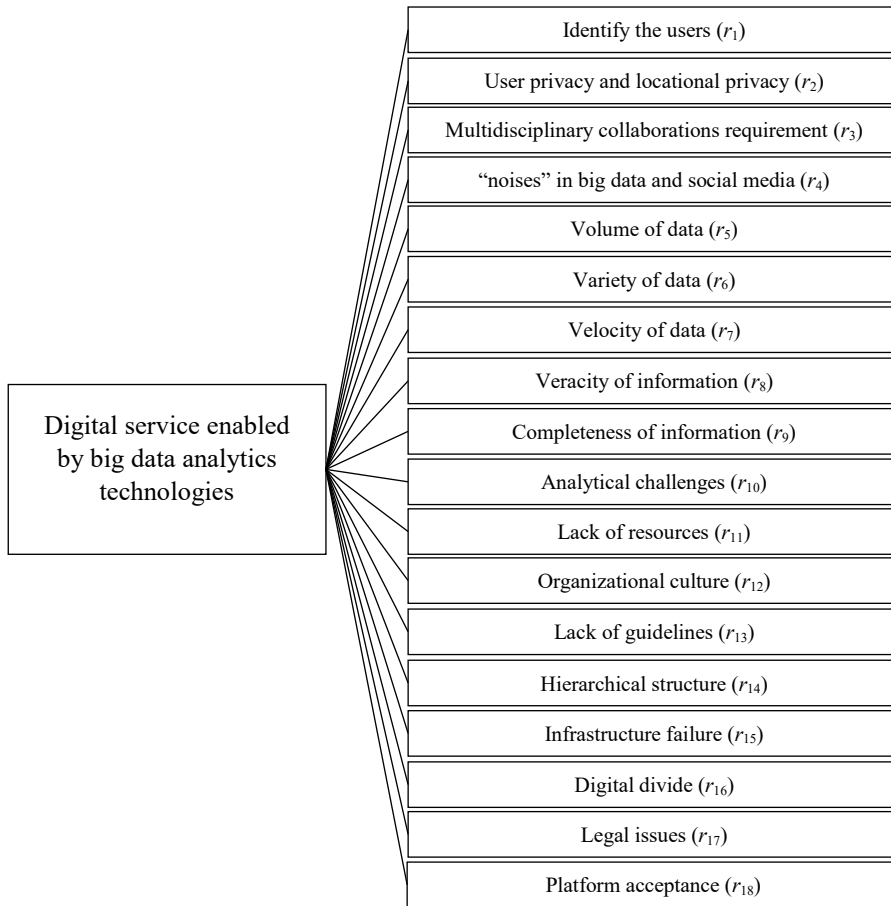 Identify the users (r1)
User privacy and locational privacy (r2)
Multidisciplinary collaborations requirement (r3)
“noises” in big data and social media (r4)
Volume of data (r5)
Variety of data (r6)
Velocity of data (r7)
Veracity of information (r8)
Digital service enabled
by big data analytics
technologies
Completeness of information (r9)
Analytical challenges (r10)
Lack of resources (r11)
Organizational culture (r12)
Lack of guidelines (r13)
Hierarchical structure (r14)
Infrastructure failure (r15)
Digital divide (r16)
Legal issues (r17)
Platform acceptance (r18)